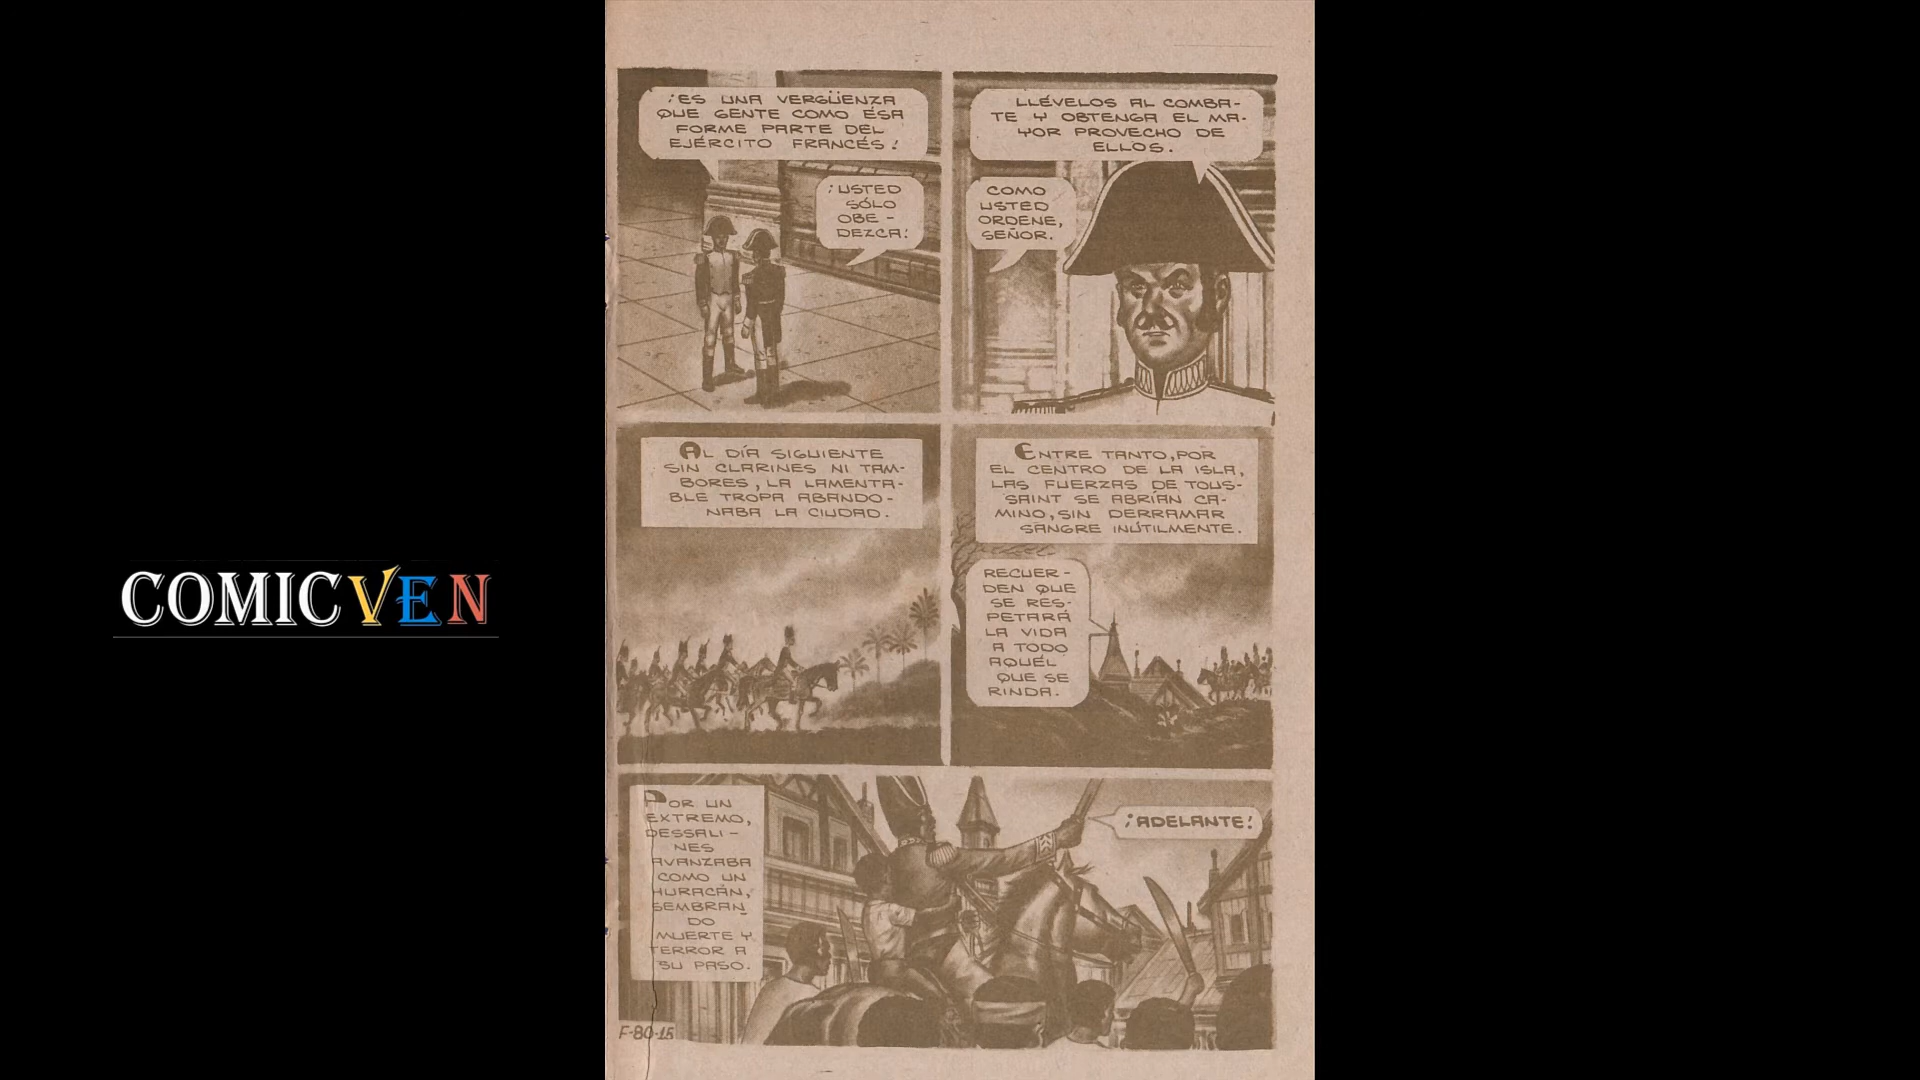 ¡ES UNA VERGÜENZA
QUE GENTE COMO ÉSA
FORME PARTE DEL
EJÉRCITO FRANCÉS!
¡USTED
SÓLO
OBE-
DEZCA!
LLÉVELOS AL COMBA-
TE Y OBTENGA EL MA-
YOR PROVECHO DE
ELLOS.
COMO
USTED
ORDENE,
SEÑOR.
AL DÍA SIGUIENTE
SIN CLARINES NI TAM-
BORES, LA LAMENTA-
BLE TROPA ABANDO-
NABA LA CIUDAD.
ENTRE TANTO, POR
EL CENTRO DE LA ISLA,
LAS FUERZAS DE TOUS-
SAINT SE ABRÍAN CA-
MINO, SIN DERRAMAR
SANGRE INÚTILMENTE.
RECUER-
DEN QUE
SE RES-
PETARÁ
LA VIDA
A TODO
AQUÉL
QUE SE
RINDA.
POR UN
EXTREMO,
DESSALI-
NES
AVANZABA
COMO UN
HURACÁN,
SEMBRAN
DO
MUERTE Y
TERROR A
SU PASO.
¡ADELANTE!
F-80-15
COMICVEN